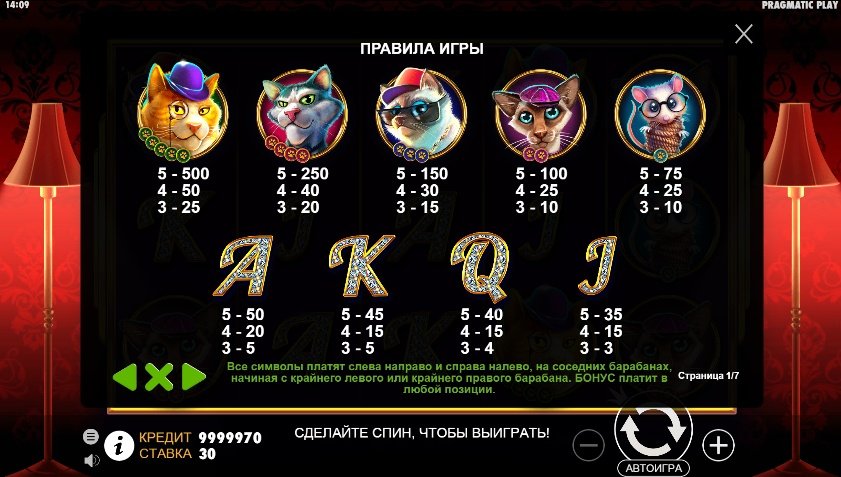 14:09 PRAGMATIC PLAY
ПРАВИЛА ИГРЫ
5 - 500 5 - 250 5 - 150 5 - 100 5 - 75
4 - 50 4 - 40 4 - 30 4 - 25 4 - 25
3 - 25 3 - 20 3 - 15 3 - 10 3 - 10
A K Q J
5 - 50 5 - 45 5 - 40 5 - 35
4 - 20 4 - 15 4 - 15 4 - 15
3 - 5 3 - 5 3 - 4 3 - 3
Все символы платят слева направо и справа налево, на соседних барабанах,
начиная с крайнего левого или крайнего правого барабана. БОНУС платит в
любой позиции.
Страница 1/7
КРЕДИТ 9999970
СТАВКА 30
СДЕЛАЙТЕ СПИН, ЧТОБЫ ВЫИГРАТЬ!
АВТОИГРА